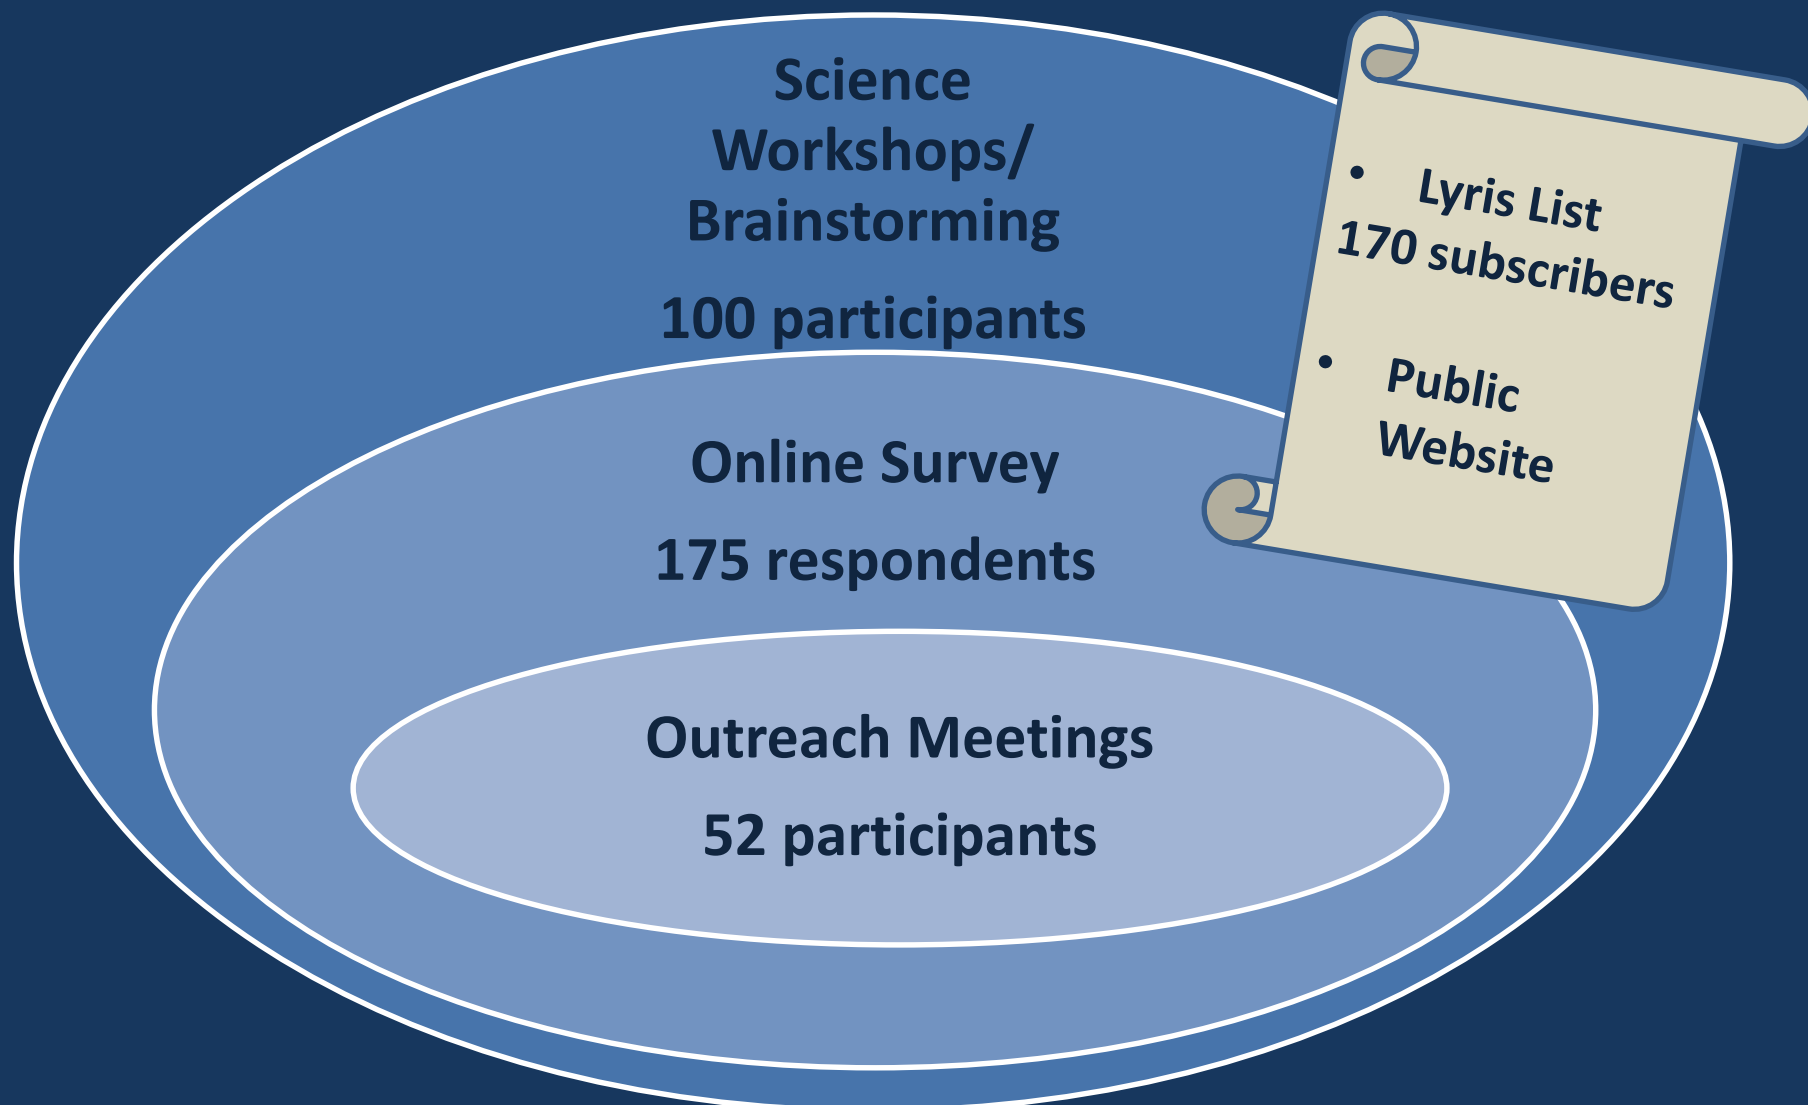 Science
Workshops/
Brainstorming
100 participants
Online Survey
175 respondents
Outreach Meetings
52 participants
• Lyris List
170 subscribers
• Public
Website